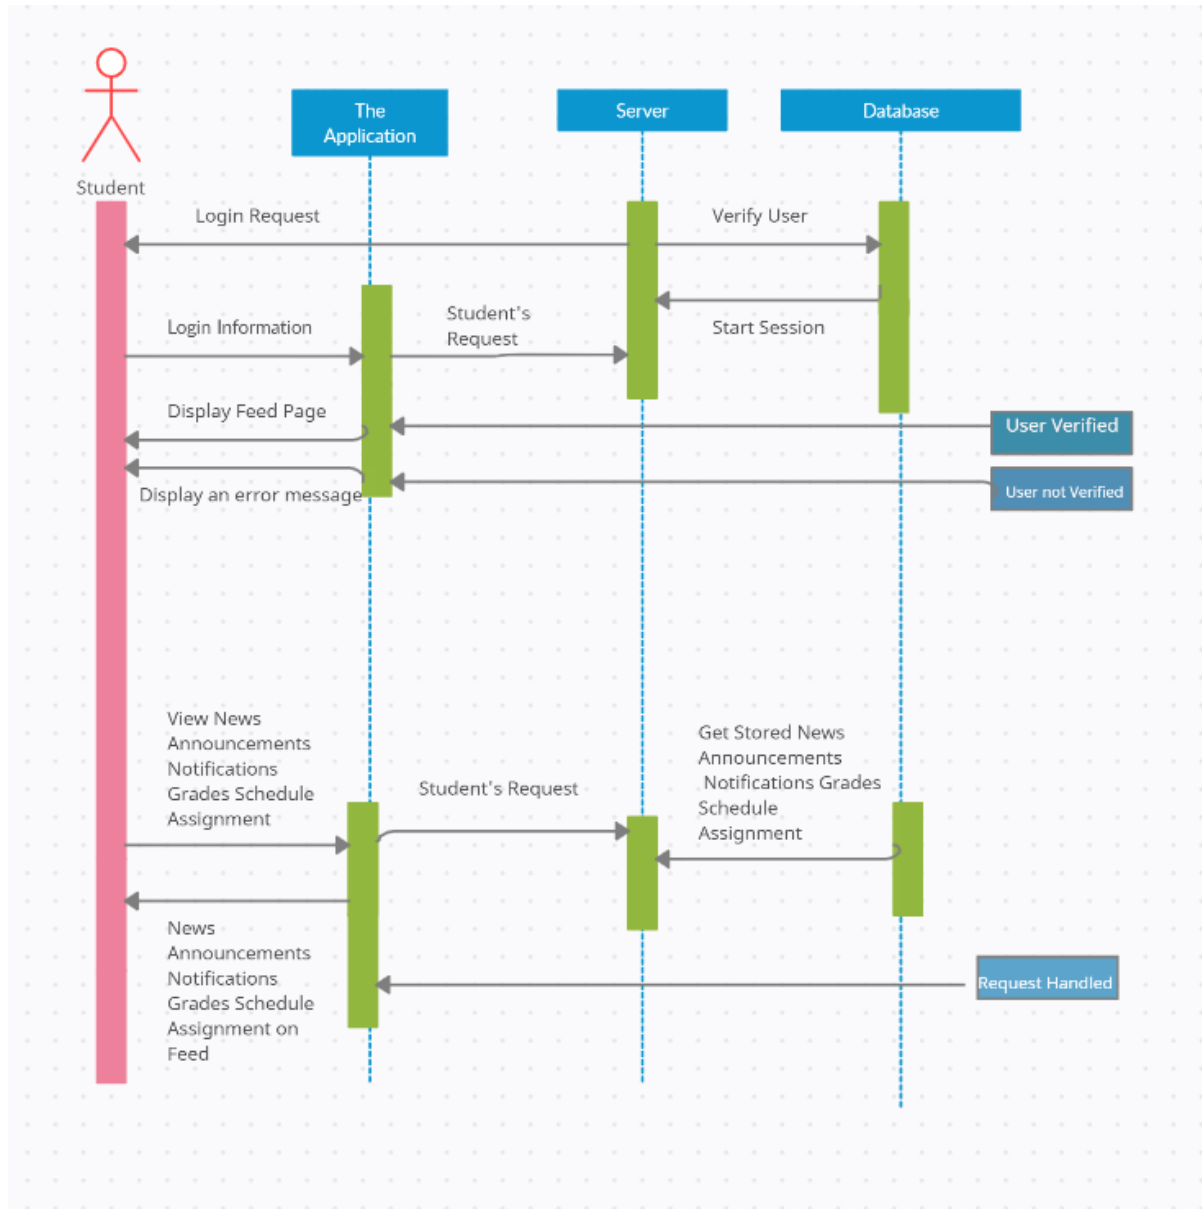 The
Application
Server
Database
Student
Login Request
Verify User
Student's
Request
Login Information
Start Session
Display Feed Page
User Verified
Display an error message
User not Verified
View News
Announcements
Notifications
Grades Schedule
Assignment
Student's Request
Get Stored News
Announcements
Notifications Grades
Schedule
Assignment
News
Announcements
Notifications
Grades Schedule
Assignment on
Feed
Request Handled